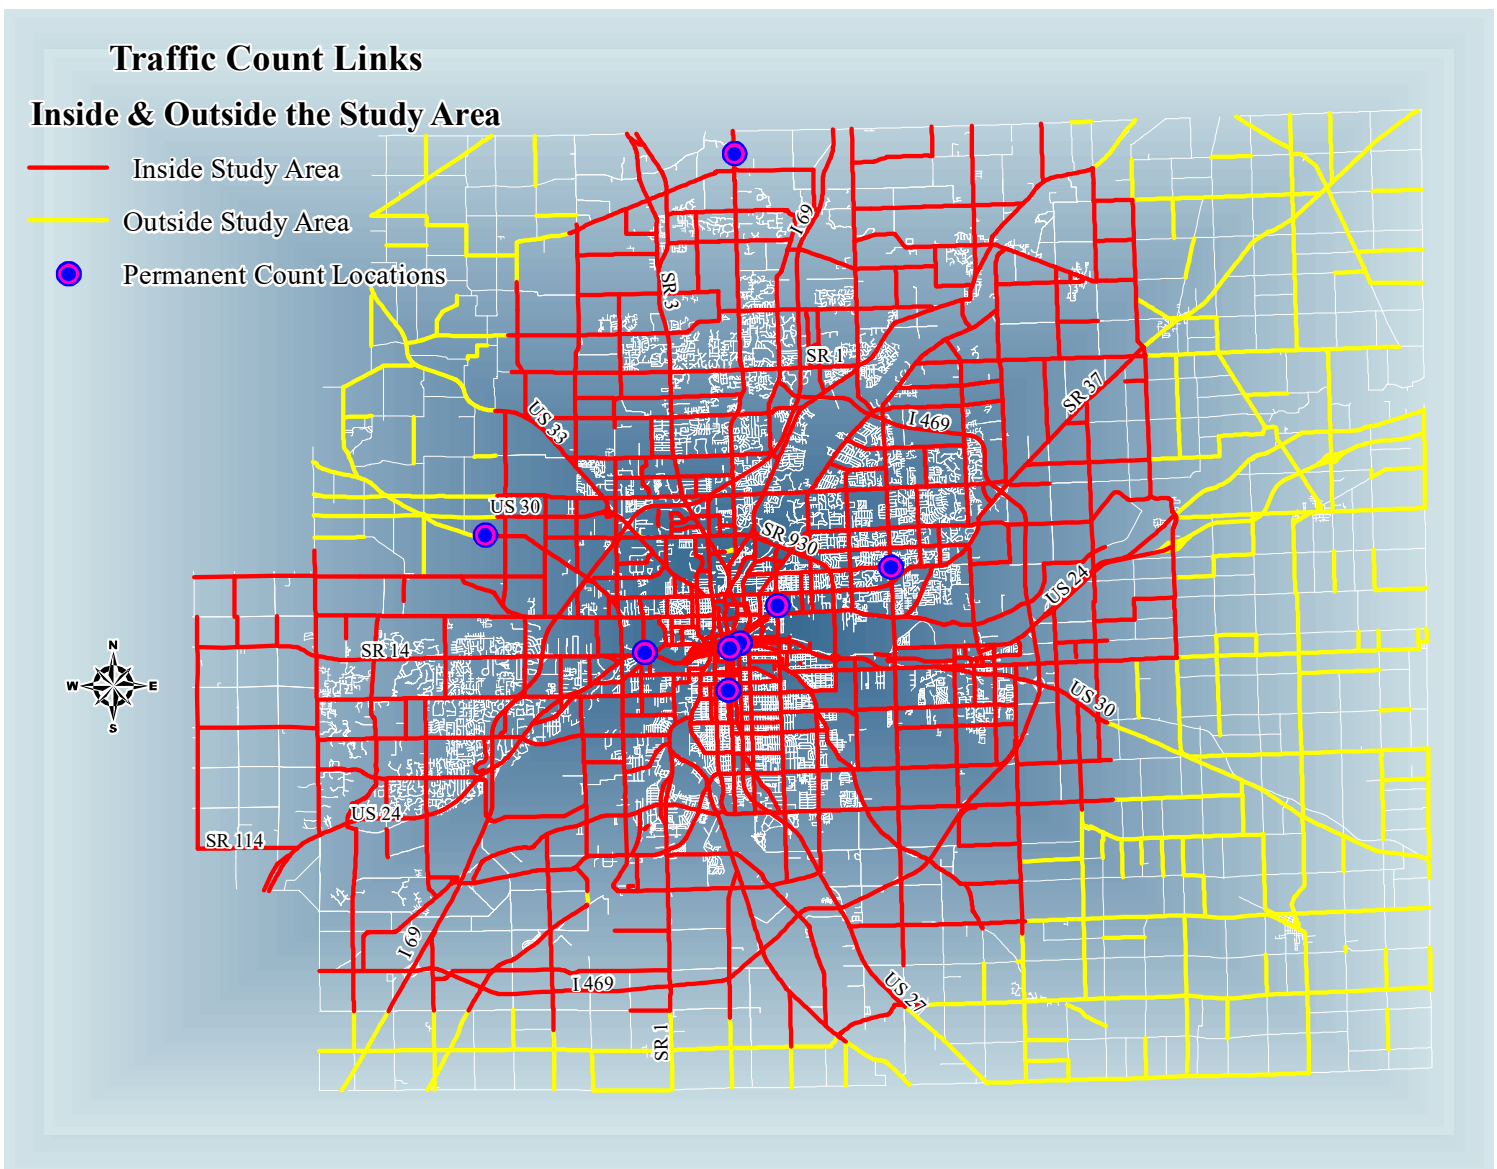 Traffic Count Links
Inside & Outside the Study Area
Inside Study Area
Outside Study Area
Permanent Count Locations
I 69
SR 3
SR 1
SR 37
US 33
I 469
US 30
SR 930
US 24
N
W E
S
SR 14
US 30
US 24
SR 114
I 69
I 469
US 27
SR 1